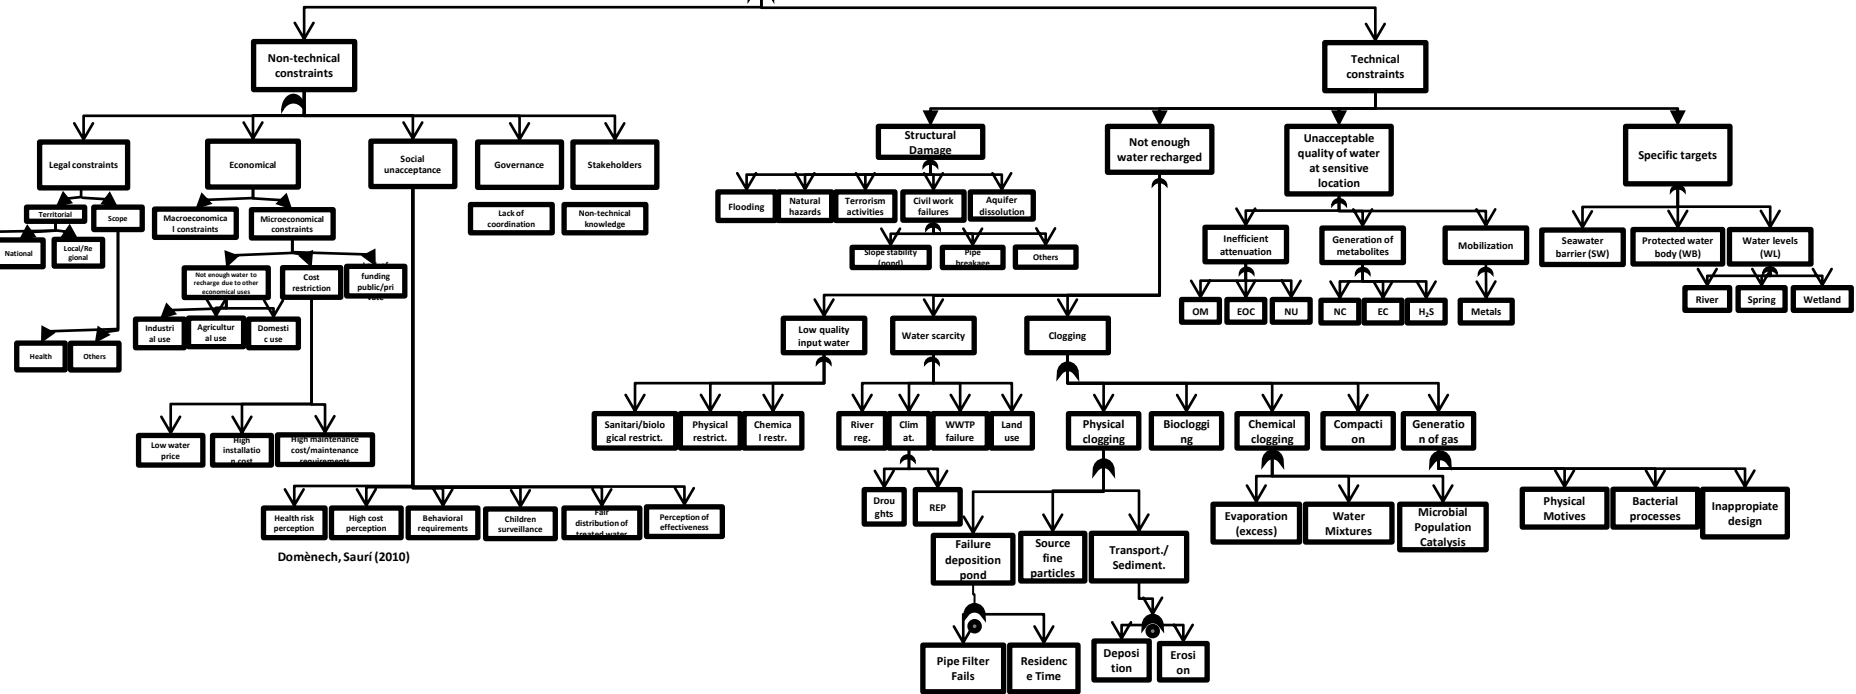 Non-technical
constraints
Technical
constraints
Legal constraints
Economical
Social
unacceptance
Governance
Stakeholders
Structural
Damage
Not enough
water recharged
Unacceptable
quality of water
at sensitive
location
Specific targets
Territorial
Scope
Macroeconomica
l constraints
Microeconomical
constraints
Lack of
coordination
Non-technical
knowledge
Flooding
Natural
hazards
Terrorism
activities
Civil work
failures
Aquifer
dissolution
National
Local/Re
gional
Not enough water to
recharge due to other
economical uses
Cost
restriction
funding
public/pri
vate
Slope stability
(pond)
Pipe
breakage
Others
Inefficient
attenuation
Generation of
metabolites
Mobilization
Seawater
barrier (SW)
Protected water
body (WB)
Water levels
(WL)
OM
EOC
NU
NC
EC
H₂S
Metals
River
Spring
Wetland
Industri
al use
Agricultur
al use
Domesti
c use
Health
Others
Low quality
input water
Water scarcity
Clogging
Low water
price
High
installatio
n cost
High maintenance
cost/maintenance
requirements
Sanitari/biolo
gical restrict.
Physical
restrict.
Chemica
l restr.
River
reg.
Clim
at.
WWTP
failure
Land
use
Physical
clogging
Biocloggi
ng
Chemical
clogging
Compacti
on
Generatio
n of gas
Drou
ghts
REP
Health risk
perception
High cost
perception
Behavioral
requirements
Children
surveillance
Fair
distribution of
treated water
Perception of
effectiveness
Domènech, Saurí (2010)
Failure
deposition
pond
Source
fine
particles
Transport./
Sediment.
Evaporation
(excess)
Water
Mixtures
Microbial
Population
Catalysis
Physical
Motives
Bacterial
processes
Inappropiate
design
Pipe Filter
Fails
Residenc
e Time
Deposi
tion
Erosi
on